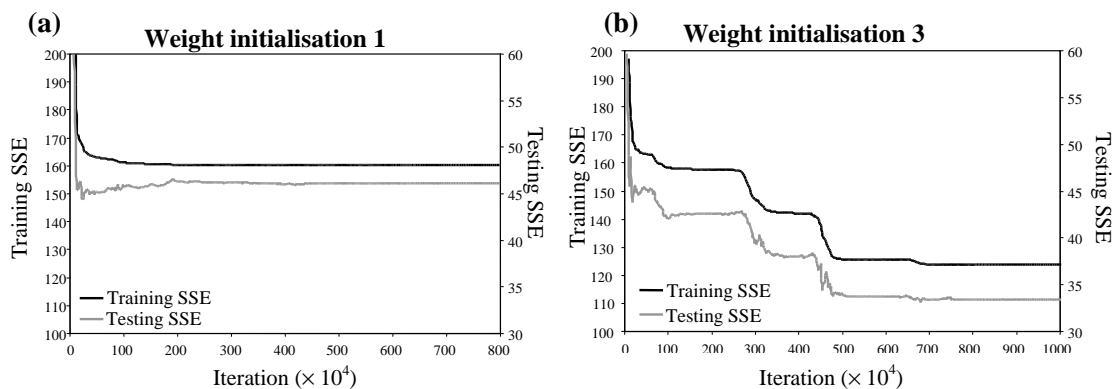 (a)
Weight initialisation 1
200
190
180
170
160
150
140
130
120
110
100
Training SSE
60
55
50
45
40
35
30
Testing SSE
Training SSE
Testing SSE
0 100 200 300 400 500 600 700 800
Iteration (× 10⁴)
(b)
Weight initialisation 3
200
190
180
170
160
150
140
130
120
110
100
Training SSE
60
55
50
45
40
35
30
Testing SSE
Training SSE
Testing SSE
0 100 200 300 400 500 600 700 800 900 1000
Iteration (× 10⁴)